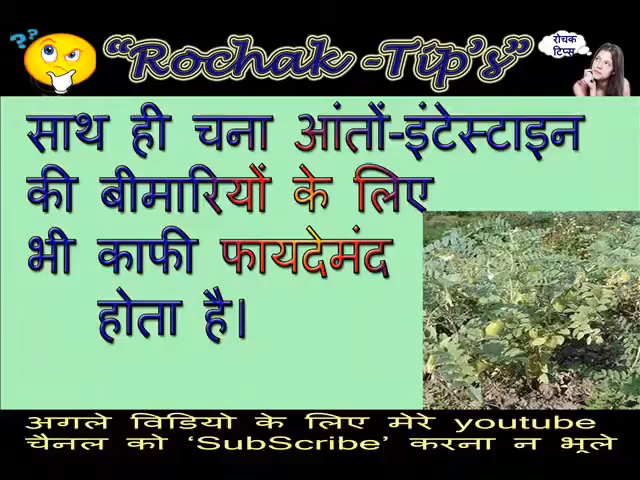 ??
“Rochak -Tip’s”
रोचक
टिप्स
साथ ही चना आंतों-इंटेस्टाइन
की बीमारियों के लिए
भी काफी फायदेमंद
होता है।
अगले विडियो के लिए मेरे youtube
चैनल को ‘SubScribe’ करना न भूले